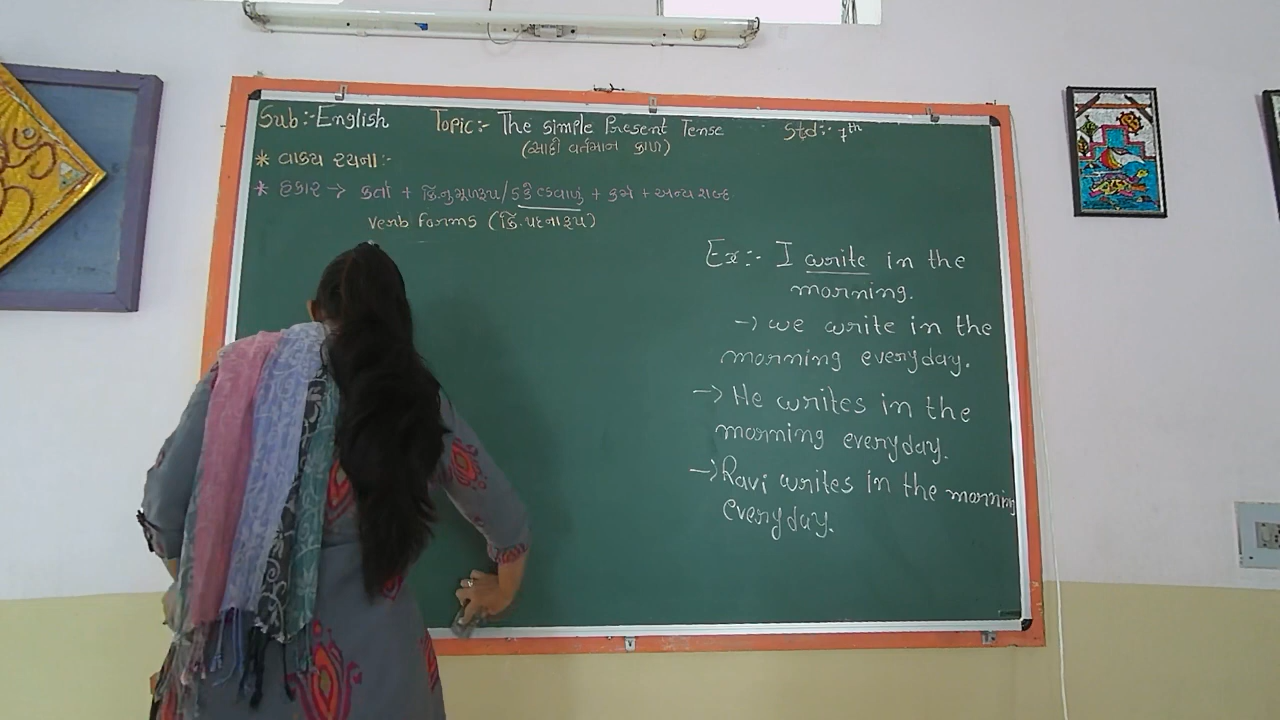 Sub:- English Topic:- The simple Present Tense Std:- 7th
(સાદો વર્તમાન કાળ)
* વાક્ય રચના:-
* હકાર → કર્તા + ક્રિ.નુમૂળરૂપ/ડકે ઇડવાળું + કર્મ + અન્ય શબ્દ
verb forms (ક્રિ.પદનારૂપ)
Ex:- I write in the
morning.
→ we write in the
morning everyday.
→ He writes in the
morning everyday.
→ Ravi writes in the morning
everyday.